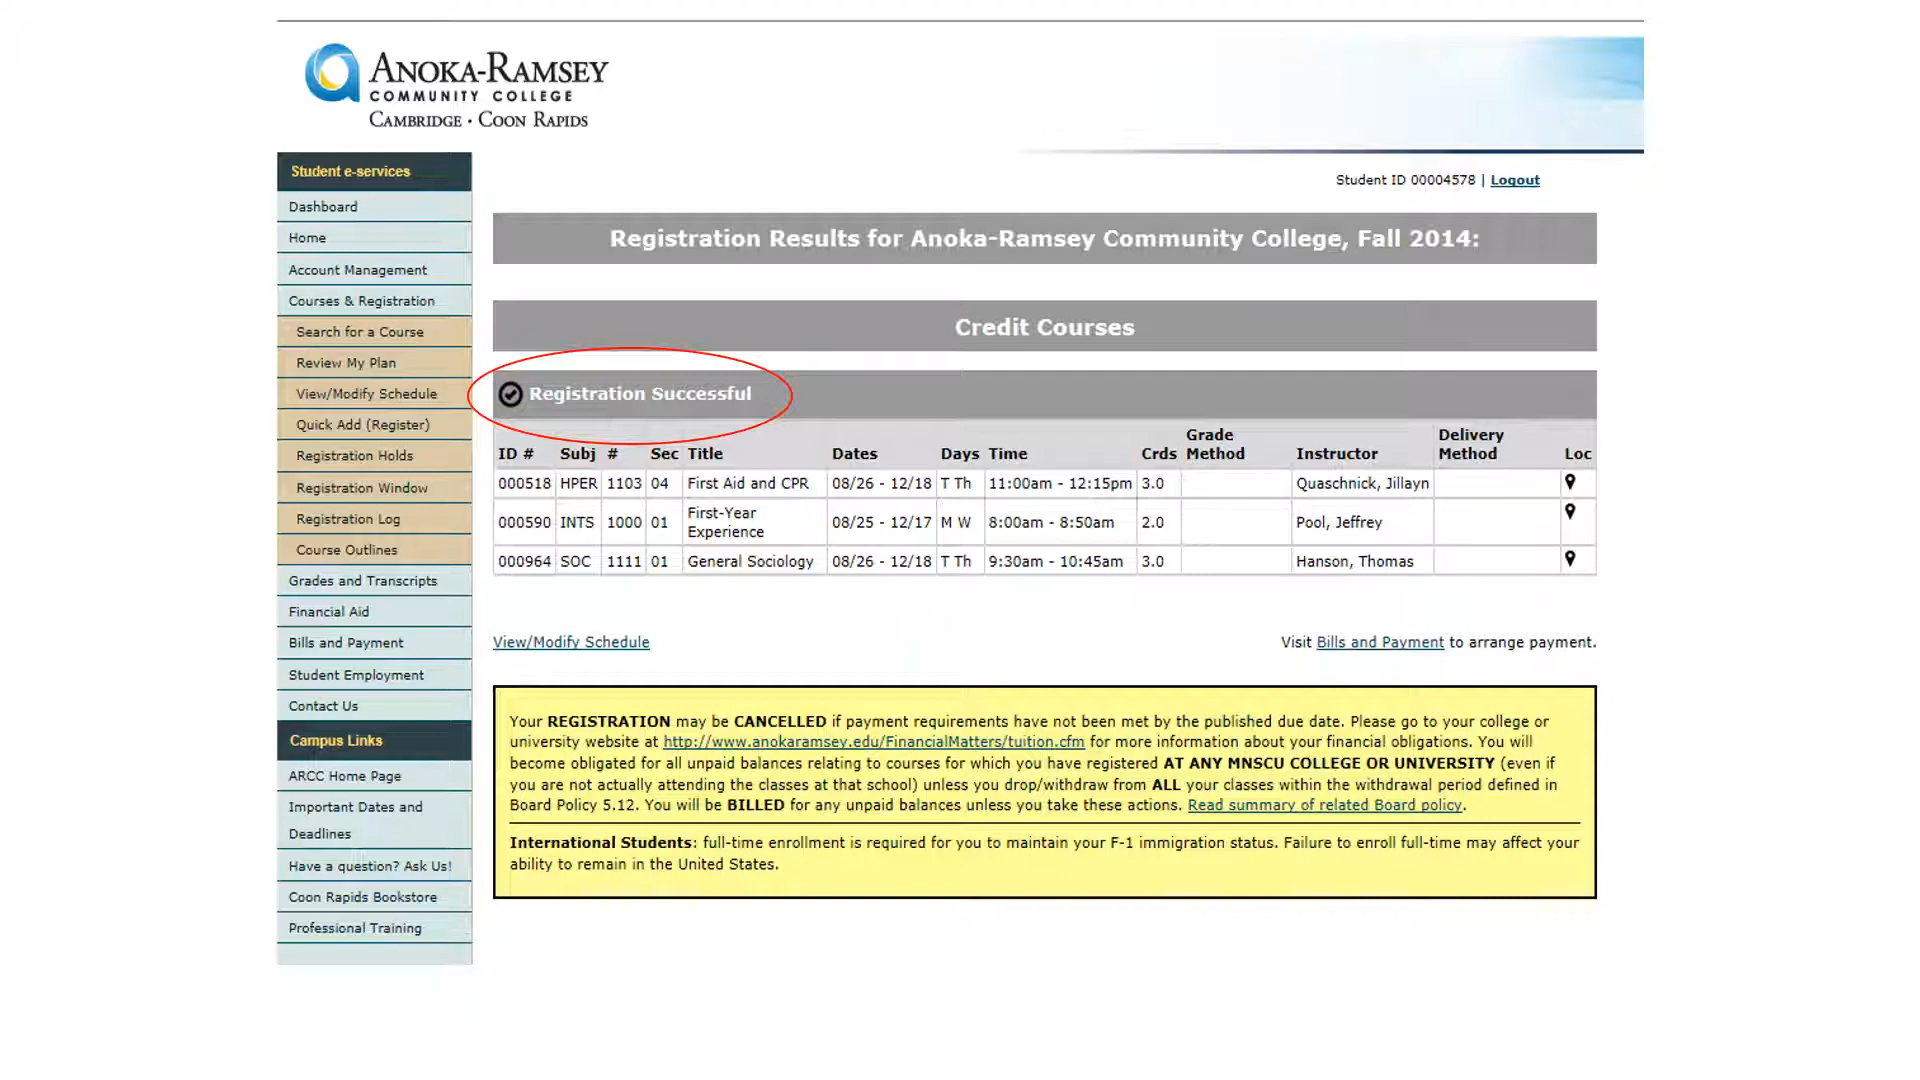 ANOKA-RAMSEY
COMMUNITY COLLEGE
CAMBRIDGE • COON RAPIDS
Student e-services
Dashboard
Home
Account Management
Courses & Registration
Search for a Course
Review My Plan
View/Modify Schedule
Quick Add (Register)
Registration Holds
Registration Window
Registration Log
Course Outlines
Grades and Transcripts
Financial Aid
Bills and Payment
Student Employment
Contact Us
Campus Links
ARCC Home Page
Important Dates and
Deadlines
Have a question? Ask Us!
Coon Rapids Bookstore
Professional Training
Student ID 00004578 | Logout
Registration Results for Anoka-Ramsey Community College, Fall 2014:
Credit Courses
Registration Successful
ID # Subj # Sec Title Dates Days Time Crds Grade Method Instructor Delivery Method Loc
000518 HPER 1103 04 First Aid and CPR 08/26 - 12/18 T Th 11:00am - 12:15pm 3.0 Quaschnick, Jillayn
000590 INTS 1000 01 First-Year Experience 08/25 - 12/17 M W 8:00am - 8:50am 2.0 Pool, Jeffrey
000964 SOC 1111 01 General Sociology 08/26 - 12/18 T Th 9:30am - 10:45am 3.0 Hanson, Thomas
View/Modify Schedule
Visit Bills and Payment to arrange payment.
Your REGISTRATION may be CANCELLED if payment requirements have not been met by the published due date. Please go to your college or
university website at http://www.anokaramsey.edu/FinancialMatters/tuition.cfm for more information about your financial obligations. You will
become obligated for all unpaid balances relating to courses for which you have registered AT ANY MNSCU COLLEGE OR UNIVERSITY (even if
you are not actually attending the classes at that school) unless you drop/withdraw from ALL your classes within the withdrawal period defined in
Board Policy 5.12. You will be BILLED for any unpaid balances unless you take these actions. Read summary of related Board policy.
International Students: full-time enrollment is required for you to maintain your F-1 immigration status. Failure to enroll full-time may affect your
ability to remain in the United States.